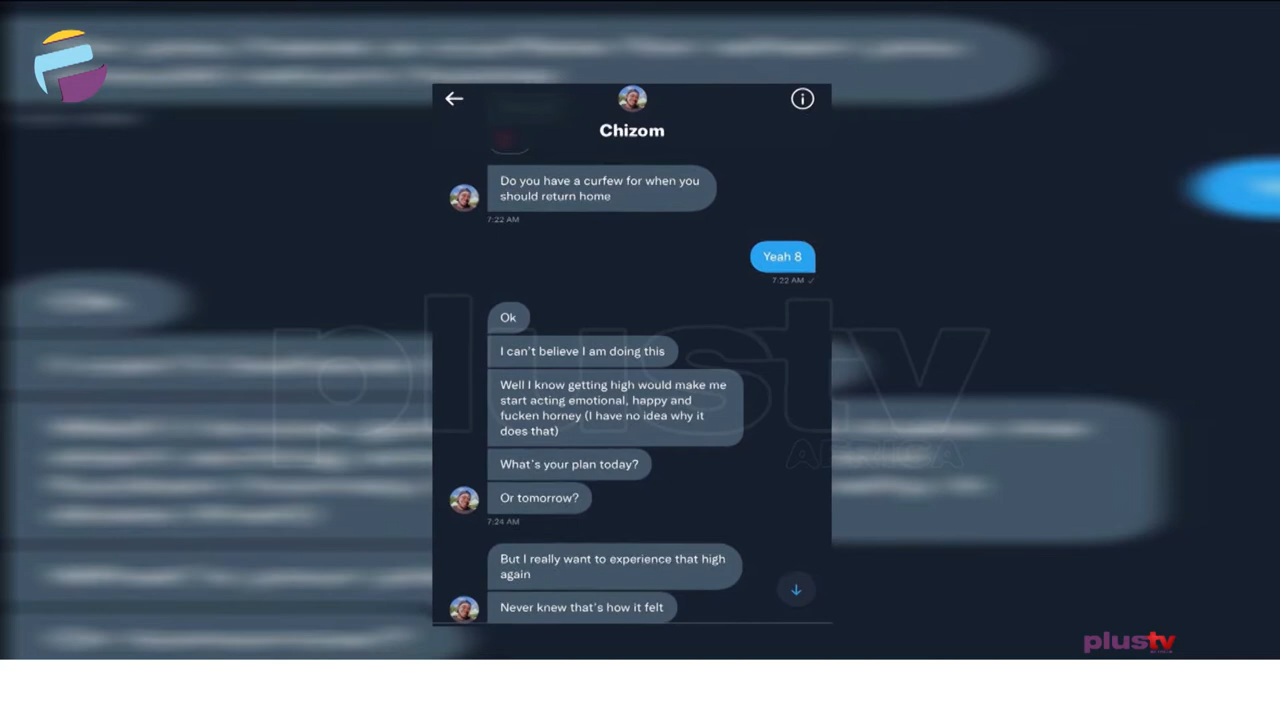 Chizom
Do you have a curfew for when you
should return home
7:22 AM
Yeah 8
7:22 AM
Ok
I can't believe I am doing this
Well I know getting high would make me
start acting emotional, happy and
fucken horney (I have no idea why it
does that)
What's your plan today?
Or tomorrow?
7:24 AM
But I really want to experience that high
again
Never knew that's how it felt
plustv
AFRICA
plustv
AFRICA